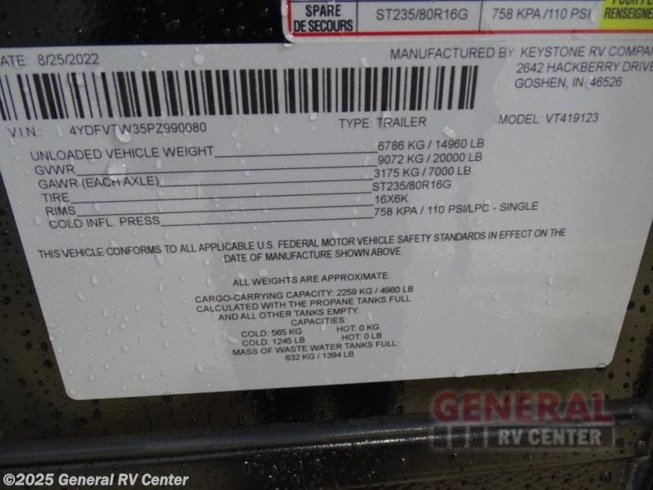 SPARE
DE SECOURS
ST235/80R16G
758 KPA /110 PSI
RENSEIGNE
DATE: 8/25/2022
MANUFACTURED BY: KEYSTONE RV COMPA
2642 HACKBERRY DRIVE
GOSHEN, IN 46526
V.I.N.: 4YDFVTW35PZ990080
TYPE: TRAILER
MODEL: VT419123
UNLOADED VEHICLE WEIGHT 6786 KG / 14960 LB
GVWR 9072 KG / 20000 LB
GAWR (EACH AXLE) 3175 KG / 7000 LB
TIRE ST235/80R16G
RIMS 16X6K
COLD INFL. PRESS 758 KPA / 110 PSI/LPC - SINGLE
THIS VEHICLE CONFORMS TO ALL APPLICABLE U.S. FEDERAL MOTOR VEHICLE SAFETY STANDARDS IN EFFECT ON THE
DATE OF MANUFACTURE SHOWN ABOVE.
ALL WEIGHTS ARE APPROXIMATE.
CARGO-CARRYING CAPACITY: 2259 KG / 4980 LB
CALCULATED WITH THE PROPANE TANKS FULL
AND ALL OTHER TANKS EMPTY.
CAPACITIES:
COLD: 565 KG HOT: 0 KG
COLD: 1245 LB HOT: 0 LB
MASS OF WASTE WATER TANKS FULL:
632 KG / 1394 LB
GENERAL
RV CENTER
©2025 General RV Center